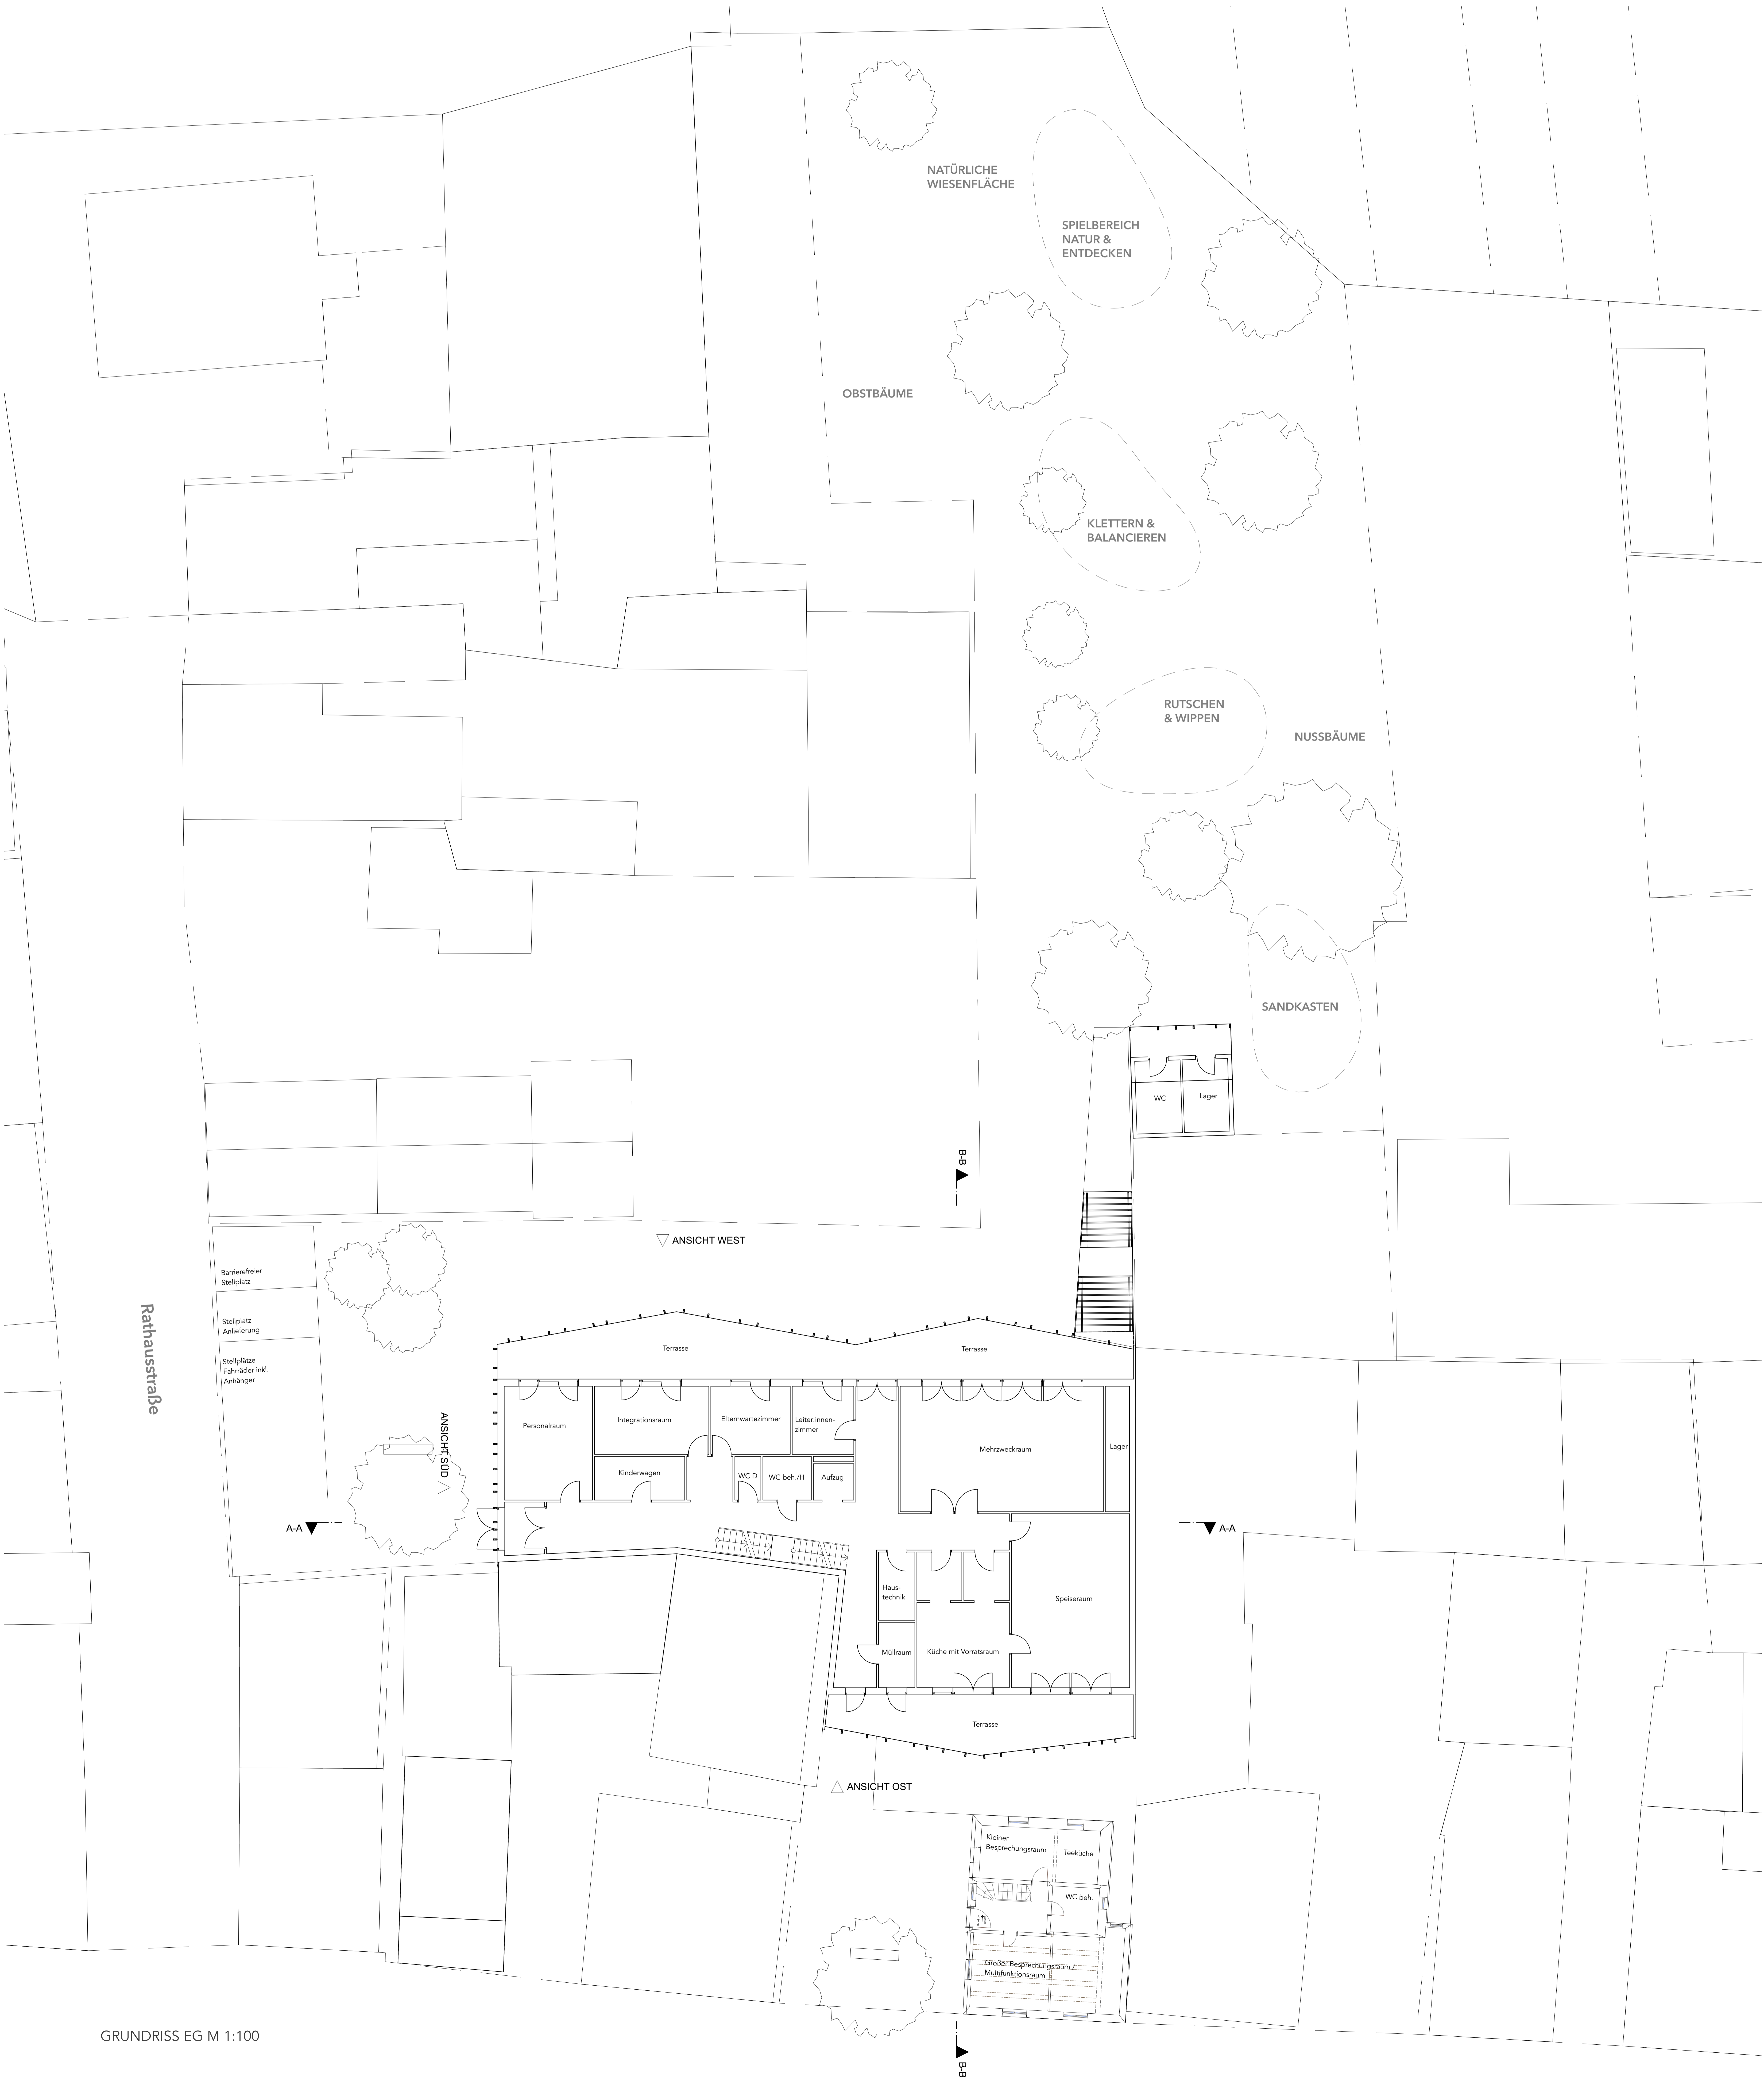 NATÜRLICHE
WIESENFLÄCHE
SPIELBEREICH
NATUR &
ENTDECKEN
OBSTBÄUME
KLETTERN &
BALANCIEREN
RUTSCHEN
& WIPPEN
NUSSBÄUME
SANDKASTEN
WC
Lager
B-B
ANSICHT WEST
Barrierefreier
Stellplatz
Stellplatz
Anlieferung
Stellplätze
Fahrräder inkl.
Anhänger
Rathausstraße
ANSICHT SÜD
Terrasse
Terrasse
Personalraum
Integrationsraum
Elternwartezimmer
Leiter:innen-
zimmer
Mehrzweckraum
Lager
Kinderwagen
WC D
WC beh./H
Aufzug
A-A
A-A
Haus-
technik
Speiseraum
Müllraum
Küche mit Vorratsraum
Terrasse
ANSICHT OST
Kleiner
Besprechungsraum
Teeküche
WC beh.
Großer Besprechungsraum /
Multifunktionsraum
GRUNDRISS EG M 1:100
B-B